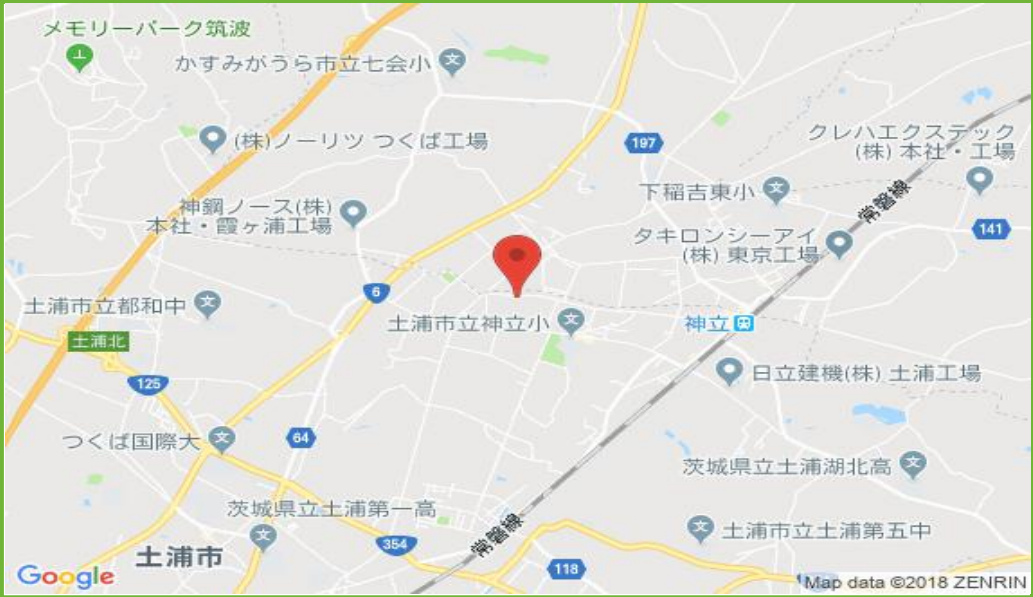 メモリーパーク筑波
かすみがうら市立七会小
(株)ノーリツ つくば工場
197
クレハエクステック
(株) 本社・工場
下稲吉東小
常磐線
神鋼ノース(株)
本社・霞ヶ浦工場
タキロンシーアイ
(株) 東京工場
141
6
土浦市立都和中
土浦市立神立小
神立
土浦北
125
日立建機(株) 土浦工場
つくば国際大
64
茨城県立土浦湖北高
茨城県立土浦第一高
常磐線
土浦市立土浦第五中
354
土浦市
118
Google
Map data ©2018 ZENRIN